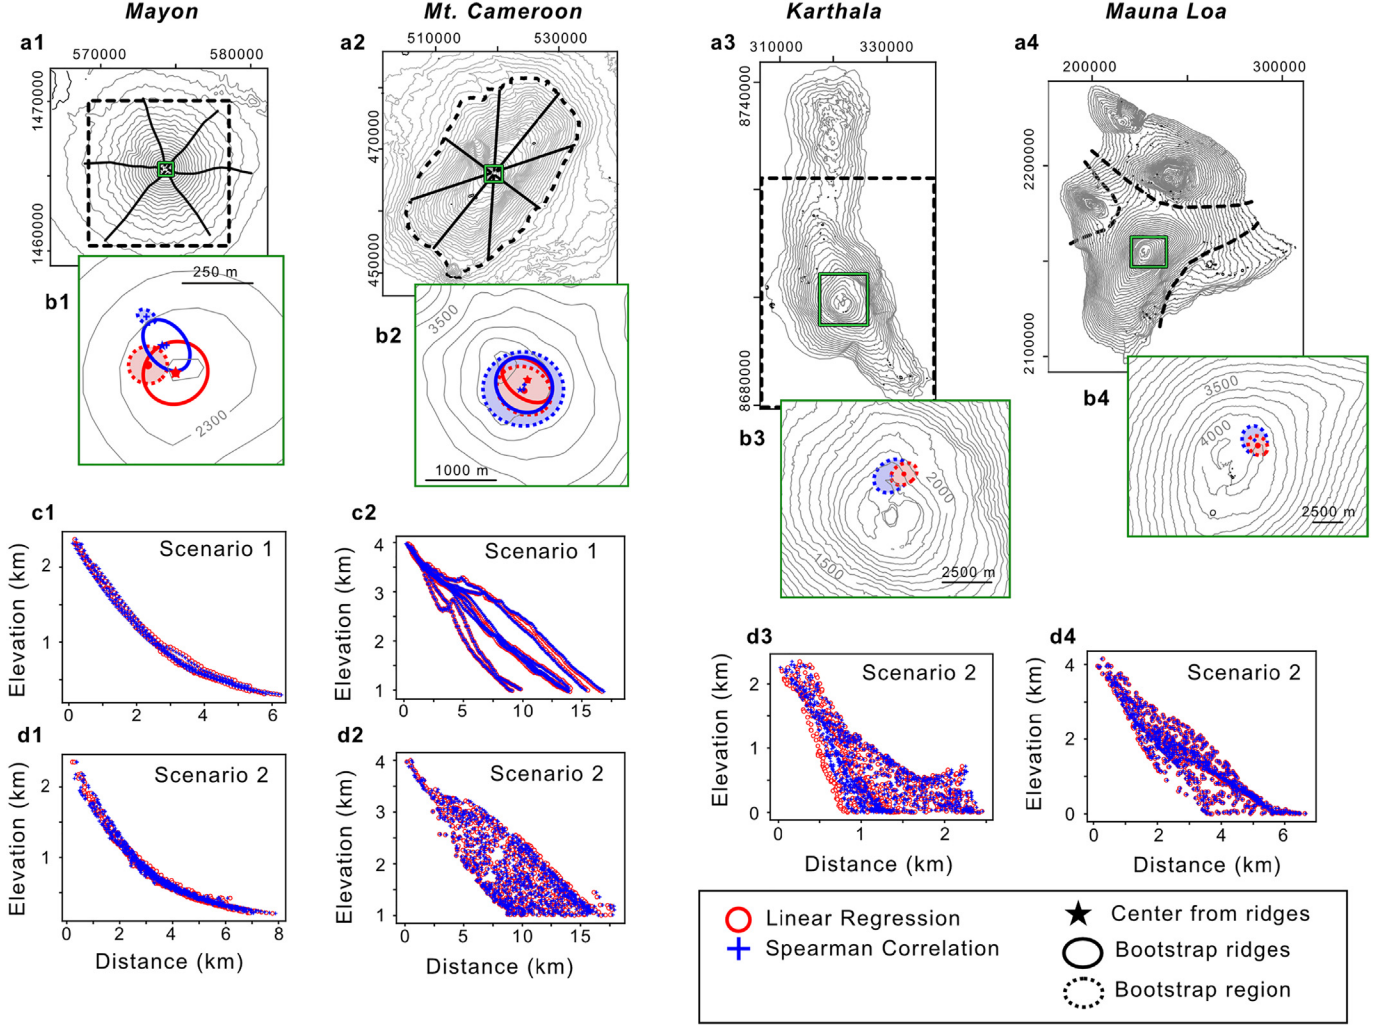 Mayon
Mt. Cameroon
Karthala
Mauna Loa
a1
570000
580000
1470000
1460000
a2
510000
530000
470000
450000
a3
310000
330000
8740000
8680000
a4
200000
300000
2200000
2100000
b1
250 m
2300
b2
3500
1000 m
b3
2000
1500
2500 m
b4
3500
4000
2500 m
c1
Scenario 1
Elevation (km)
2
1
0
2
4
6
c2
Scenario 1
Elevation (km)
4
3
2
1
0
5
10
15
d1
Scenario 2
Elevation (km)
2
1
0
2
4
6
8
Distance (km)
d2
Scenario 2
Elevation (km)
4
3
2
1
0
5
10
15
Distance (km)
d3
Scenario 2
Elevation (km)
2
1
0
0
1
2
Distance (km)
d4
Scenario 2
Elevation (km)
4
2
0
0
2
4
6
Distance (km)
Linear Regression
Spearman Correlation
Center from ridges
Bootstrap ridges
Bootstrap region